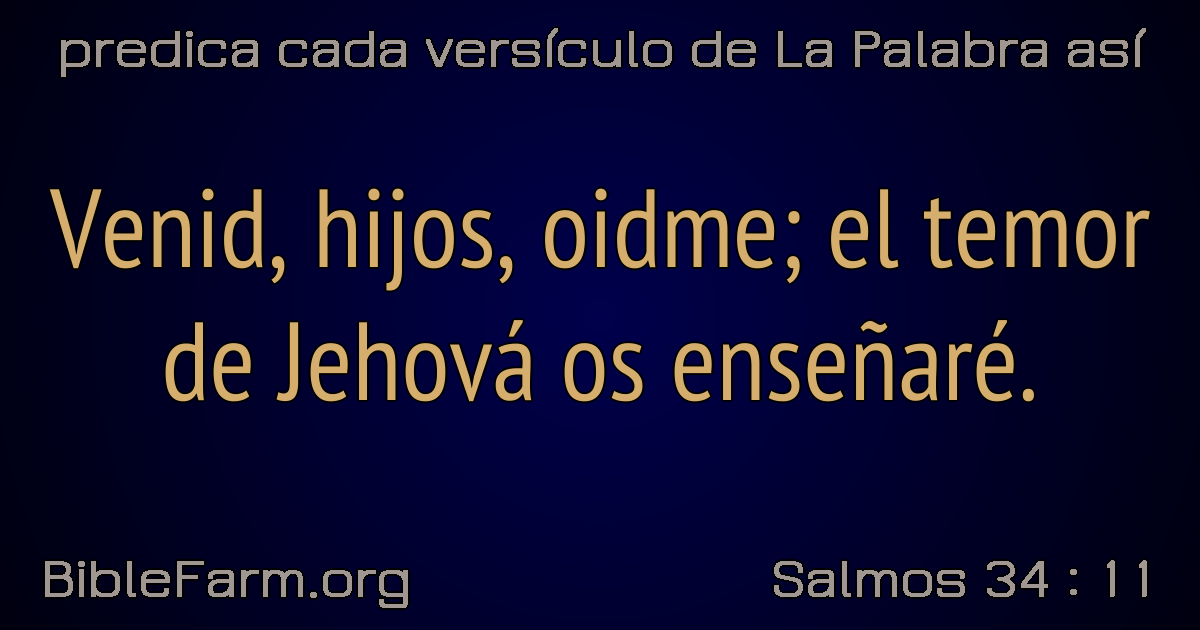 predica cada versículo de La Palabra así
Venid, hijos, oidme; el temor
de Jehová os enseñaré.
BibleFarm.org
Salmos 34 : 11